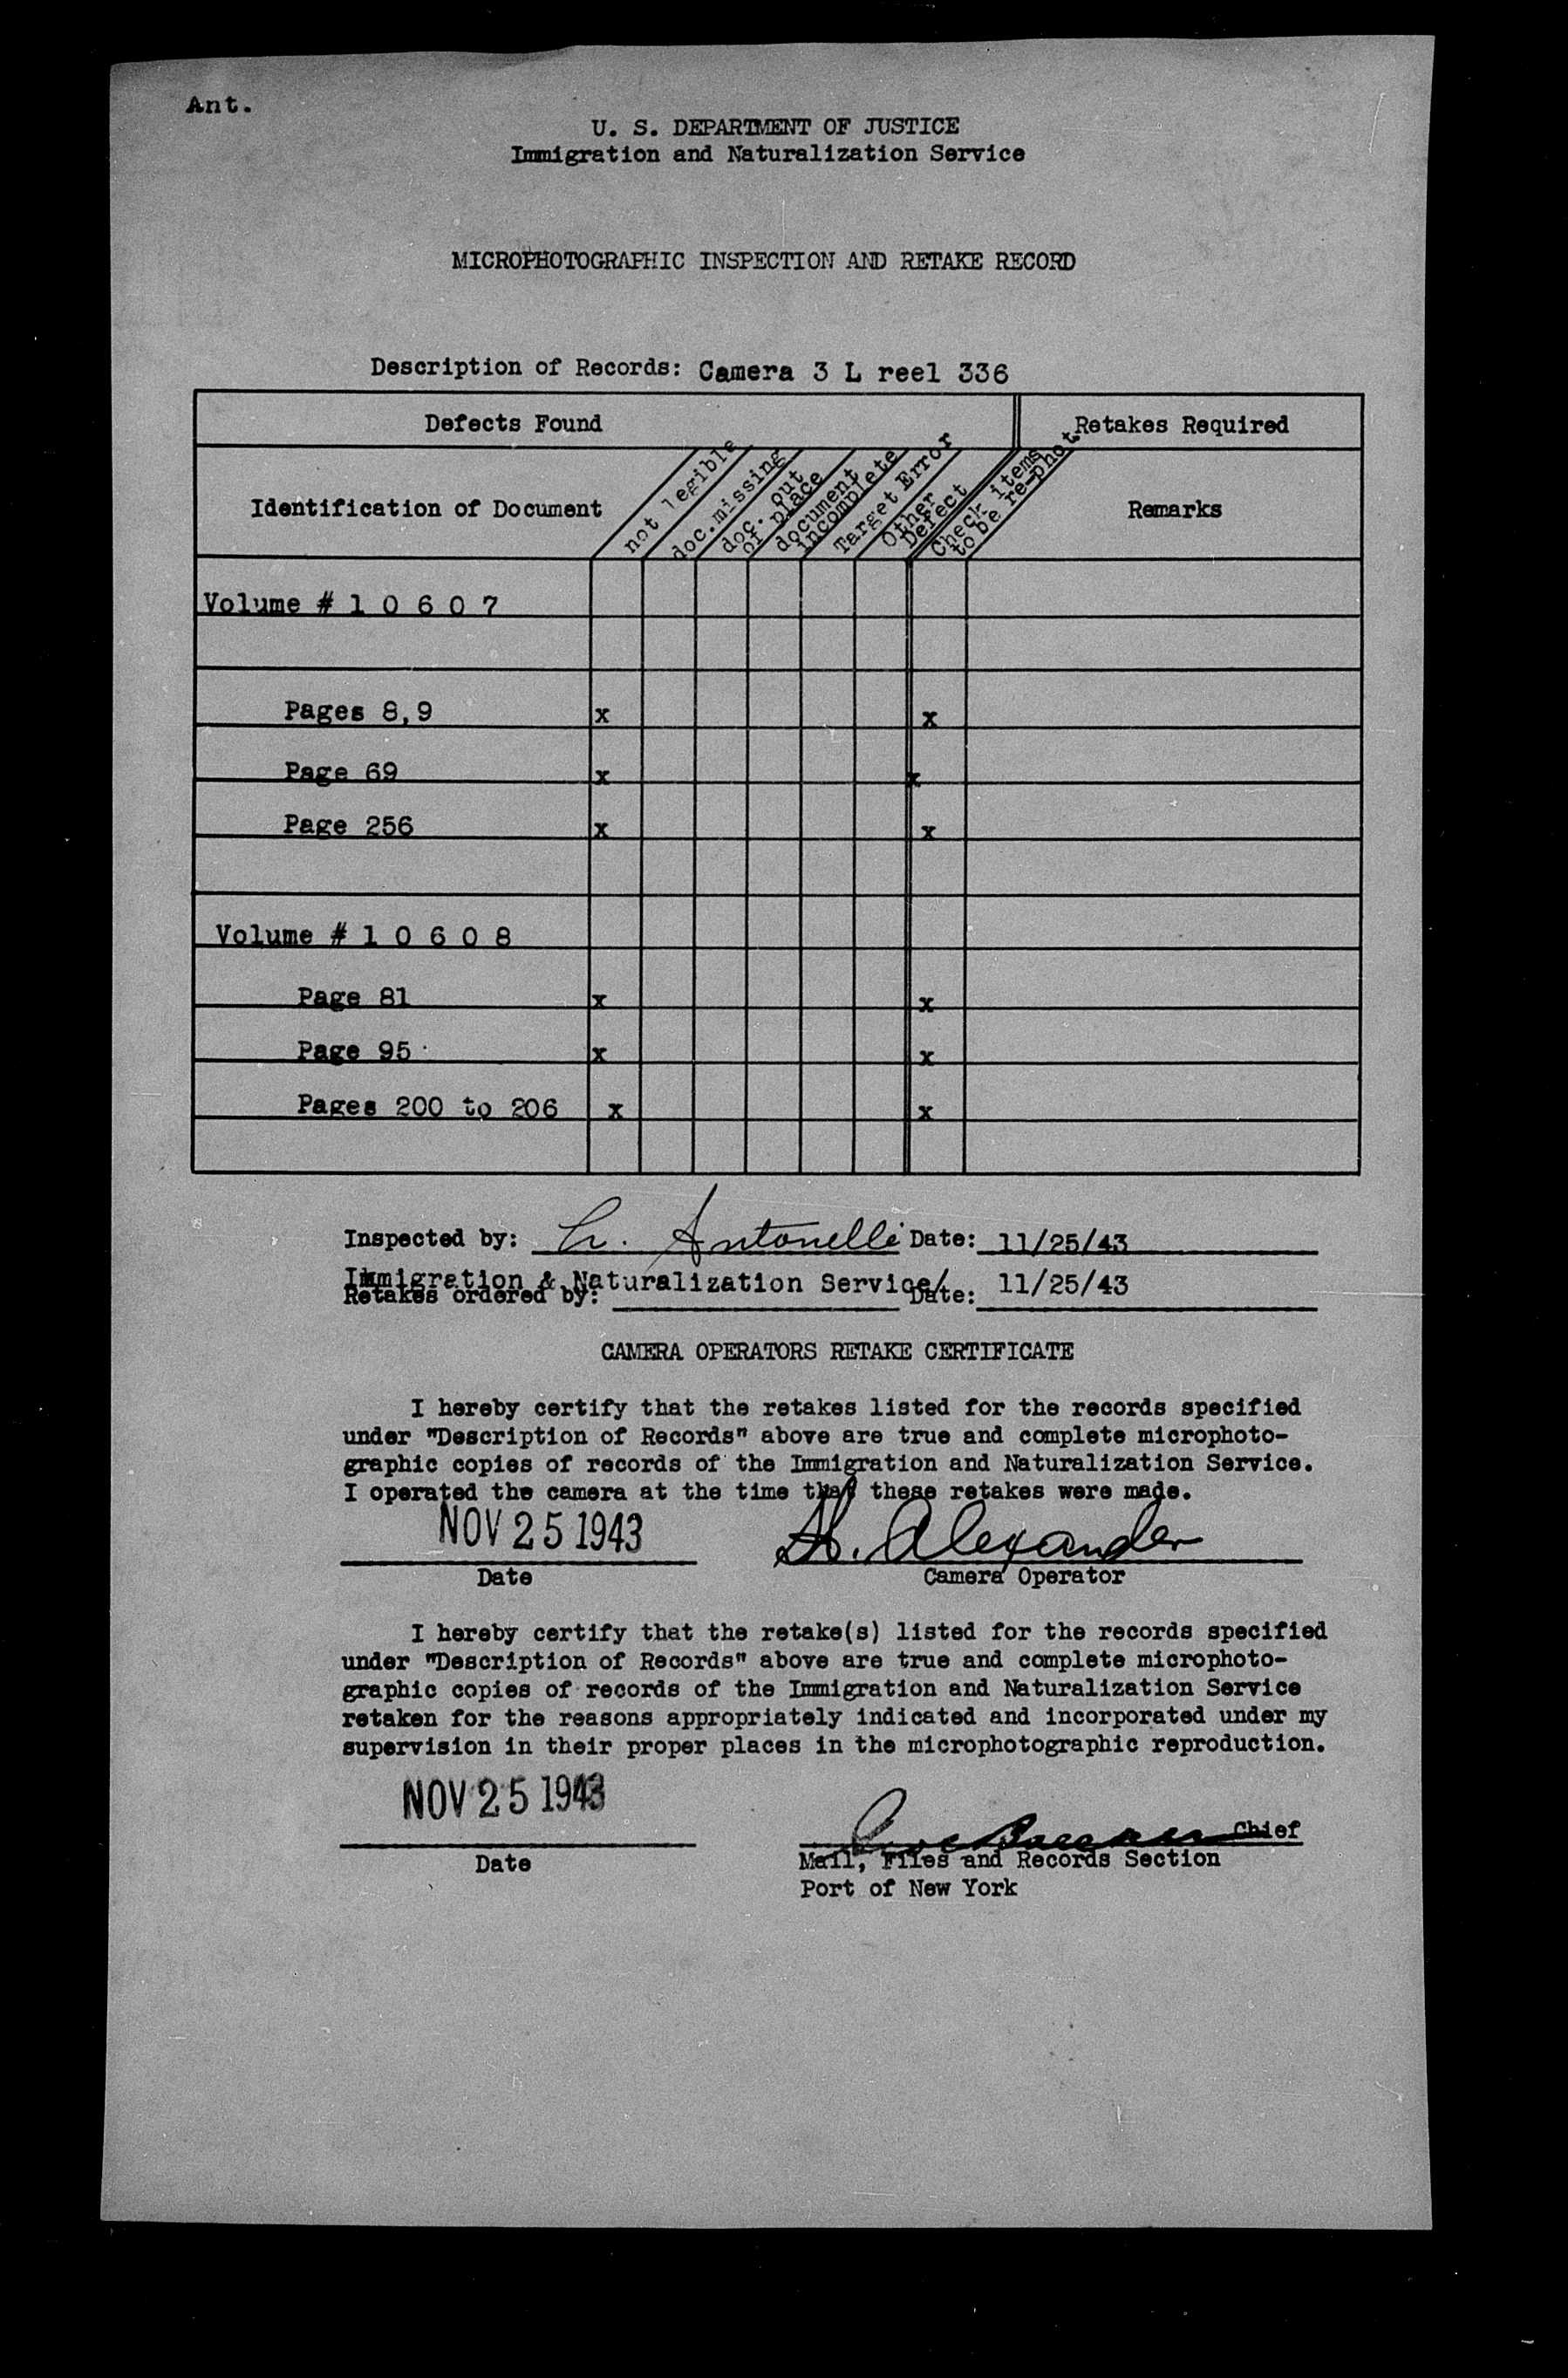 Ant.
U. S. DEPARTMENT OF JUSTICE
Immigration and Naturalization Service
MICROPHOTOGRAPHIC INSPECTION AND RETAKE RECORD
Description of Records: Camera 3 L reel 336
Defects Found
Retakes Required
Identification of Document
not legible
doc. missing
doc. out
of place
document
incomplete
Target Error
Other
Defect
Check items
to be re-phot
Remarks
Volume # 1 0 6 0 7
Pages 8,9 x x
Page 69 x x
Page 256 x x
Volume # 1 0 6 0 8
Page 81 x x
Page 95 x x
Pages 200 to 206 x x
Inspected by: Antonelli Date: 11/25/43
Immigration & Naturalization Service/
Retakes ordered by: Date: 11/25/43
CAMERA OPERATORS RETAKE CERTIFICATE
I hereby certify that the retakes listed for the records specified
under "Description of Records" above are true and complete microphoto-
graphic copies of records of the Immigration and Naturalization Service.
I operated the camera at the time that these retakes were made.
NOV 25 1943 Alexander
Date Camera Operator
I hereby certify that the retake(s) listed for the records specified
under "Description of Records" above are true and complete microphoto-
graphic copies of records of the Immigration and Naturalization Service
retaken for the reasons appropriately indicated and incorporated under my
supervision in their proper places in the microphotographic reproduction.
NOV 25 1943 Chief
Date Mail, Files and Records Section
Port of New York